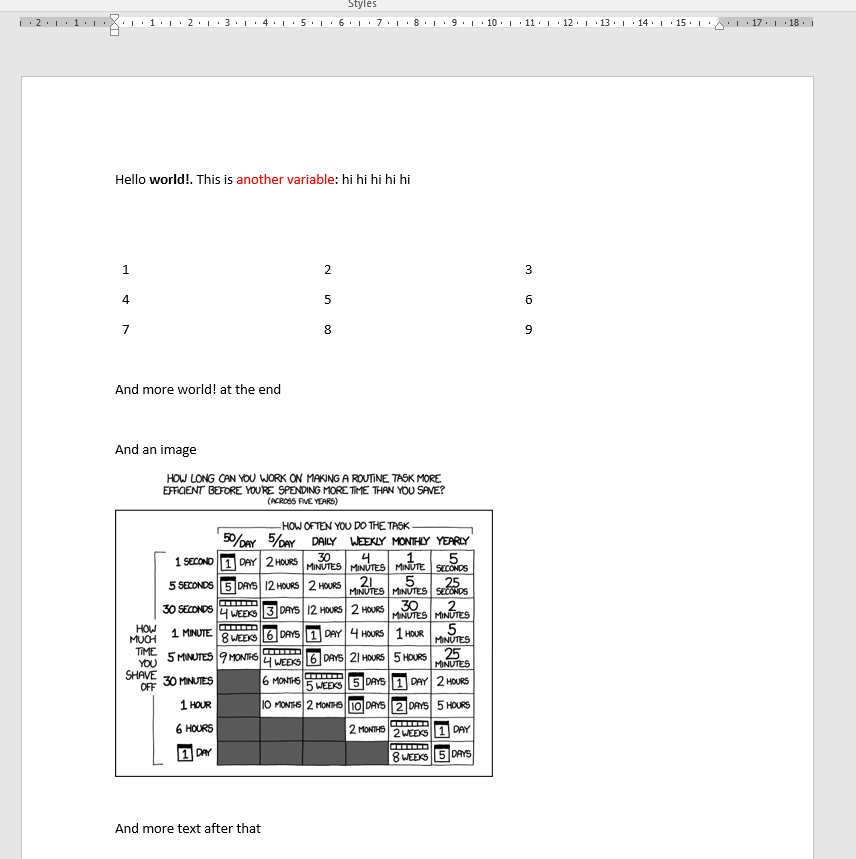 Styles
2 1 1 2 3 4 5 6 7 8 9 10 11 12 13 14 15 17 18
Hello world!. This is another variable: hi hi hi hi hi
1 2 3
4 5 6
7 8 9
And more world! at the end
And an image
HOW LONG CAN YOU WORK ON MAKING A ROUTINE TASK MORE
EFFICIENT BEFORE YOU'RE SPENDING MORE TIME THAN YOU SAVE?
(ACROSS FIVE YEARS)
HOW OFTEN YOU DO THE TASK
50/DAY 5/DAY DAILY WEEKLY MONTHLY YEARLY
HOW
MUCH
TIME
YOU
SHAVE
OFF
1 SECOND 1 DAY 2 HOURS 30 MINUTES 4 MINUTES 1 MINUTE 5 SECONDS
5 SECONDS 5 DAYS 12 HOURS 2 HOURS 21 MINUTES 5 MINUTES 25 SECONDS
30 SECONDS 4 WEEKS 3 DAYS 12 HOURS 2 HOURS 30 MINUTES 2 MINUTES
1 MINUTE 8 WEEKS 6 DAYS 1 DAY 4 HOURS 1 HOUR 5 MINUTES
5 MINUTES 9 MONTHS 4 WEEKS 6 DAYS 21 HOURS 5 HOURS 25 MINUTES
30 MINUTES 6 MONTHS 5 WEEKS 5 DAYS 1 DAY 2 HOURS
1 HOUR 10 MONTHS 2 MONTHS 10 DAYS 2 DAYS 5 HOURS
6 HOURS 2 MONTHS 2 WEEKS 1 DAY
1 DAY 8 WEEKS 5 DAYS
And more text after that